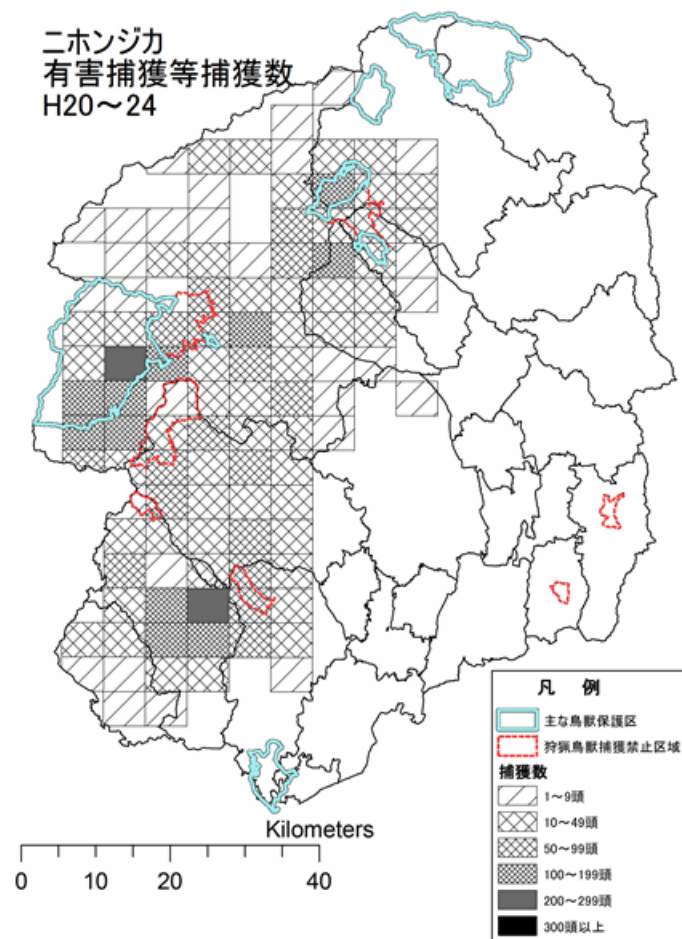 ニホンジカ
有害捕獲等捕獲数
H20～24
凡 例
主な鳥獣保護区
狩猟鳥獣捕獲禁止区域
捕獲数
1～9頭
10～49頭
50～99頭
100～199頭
200～299頭
300頭以上
Kilometers
0 10 20 40